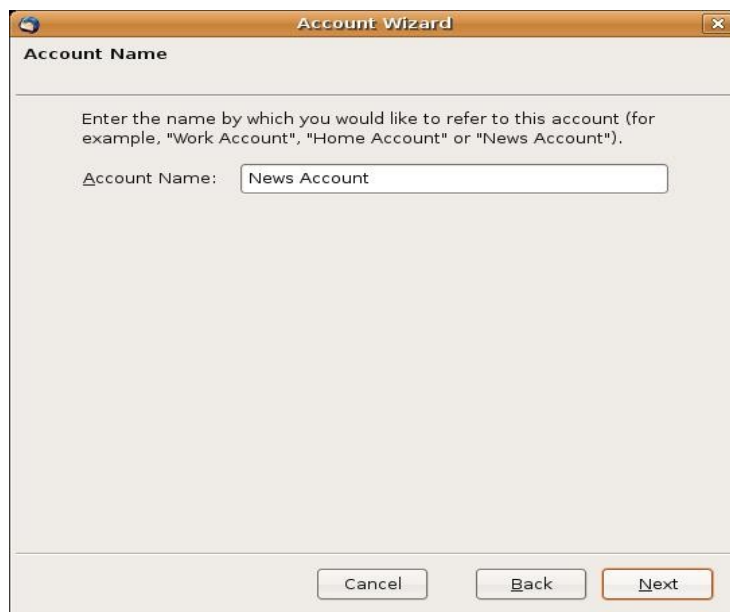 Account Wizard
Account Name
Enter the name by which you would like to refer to this account (for
example, "Work Account", "Home Account" or "News Account").
Account Name: News Account
Cancel Back Next